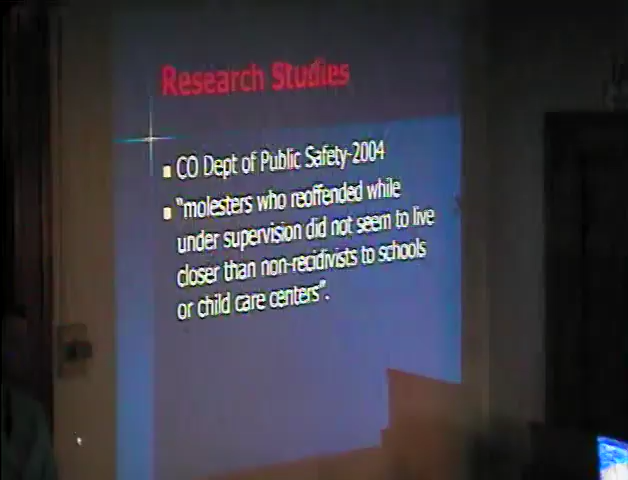 Research Studies
CO Dept of Public Safety-2004
"molesters who reoffended while
under supervision did not seem to live
closer than non-recidivists to schools
or child care centers".